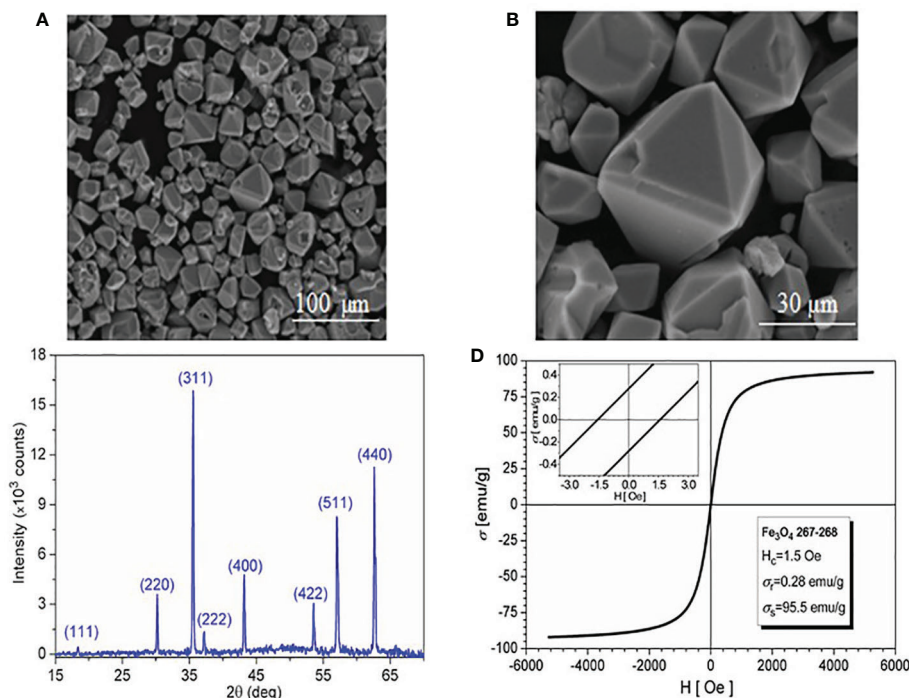 A
B
100 µm
30 µm
18
15
12
9
6
3
0
Intensity (x10³ counts)
(111)
(220)
(311)
(222)
(400)
(422)
(511)
(440)
15
25
35
45
55
65
2θ (deg)
D
100
75
50
25
0
-25
-50
-75
-100
σ [emu/g]
0.4
0.2
0.0
-0.2
-0.4
σ[ emu/g]
-3.0 -1.5 0 1.5 3.0
H[ Oe]
Fe₃O₄ 267-268
H_c=1.5 Oe
σ_r=0.28 emu/g
σ_s=95.5 emu/g
-6000 -4000 -2000 0 2000 4000 6000
H [ Oe]